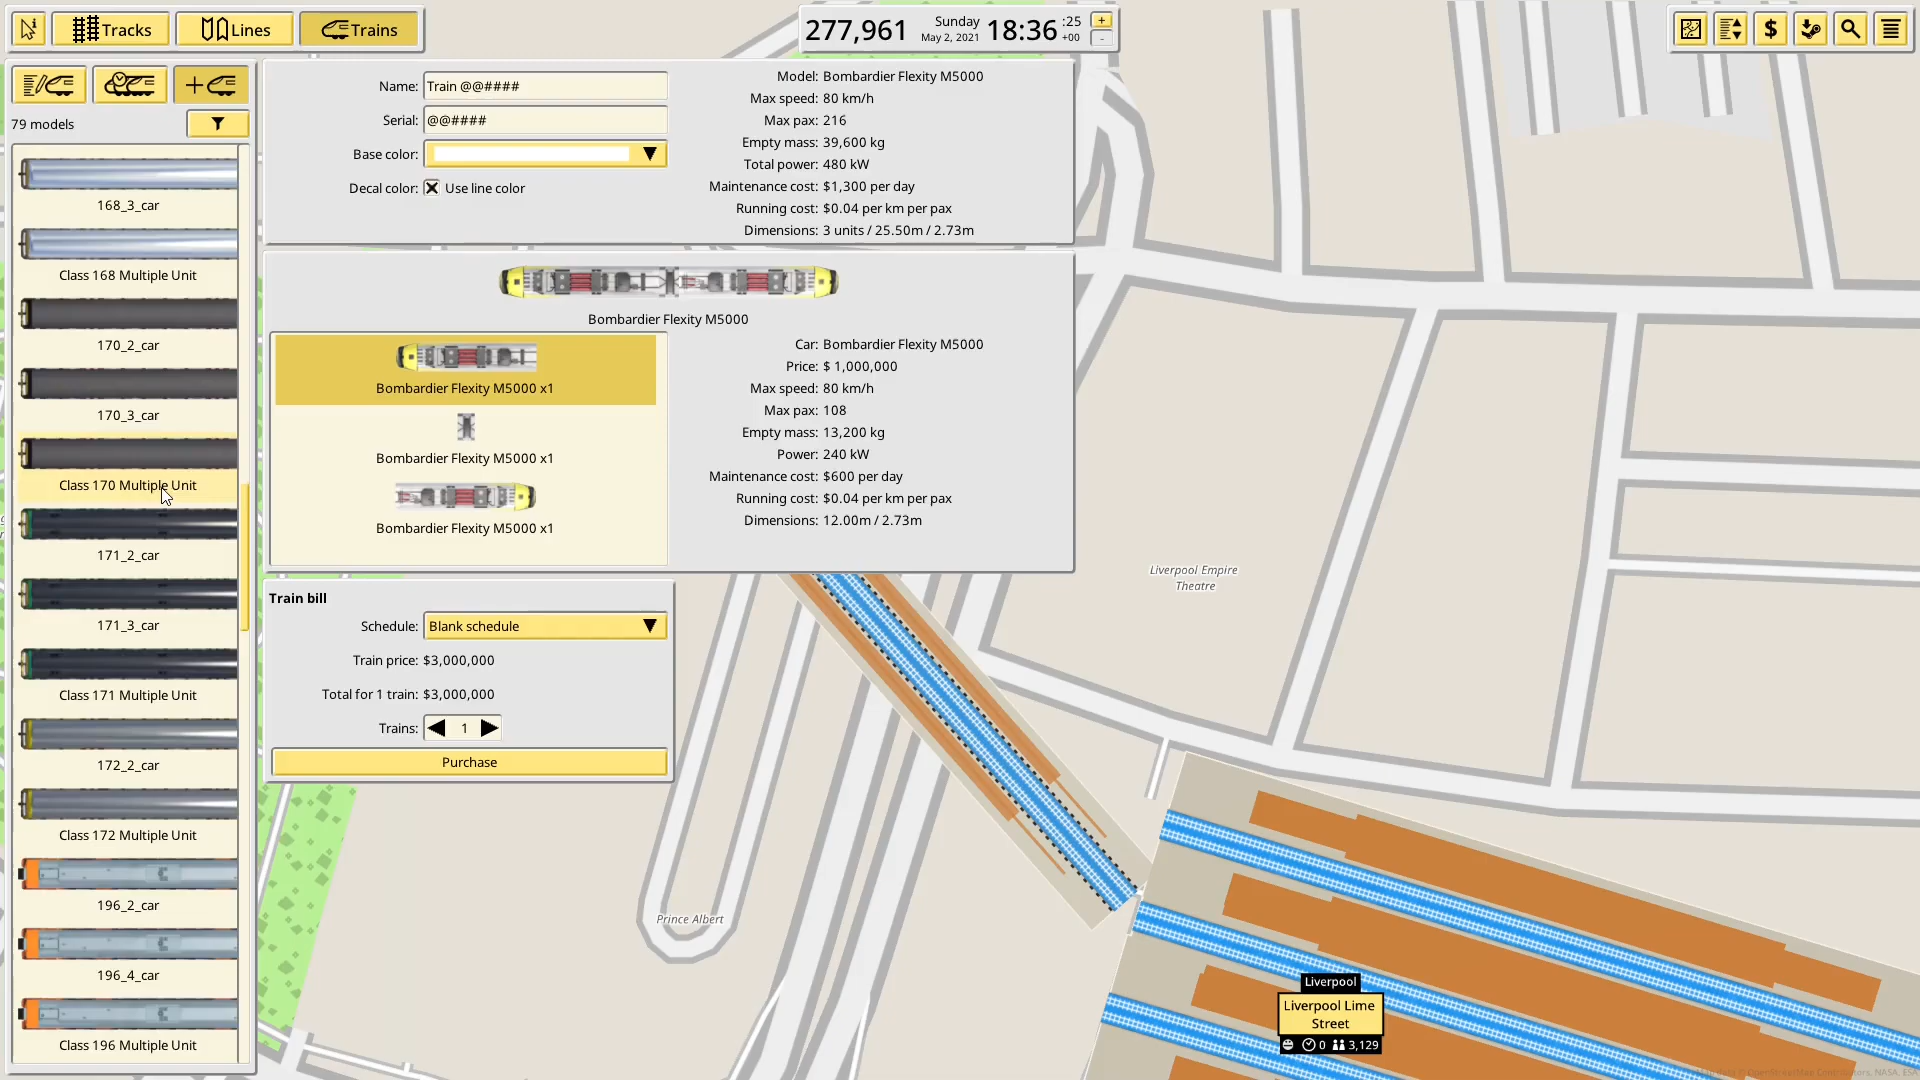 Tracks
Lines
Trains
277,961
Sunday
May 2, 2021
18:36
:25
+00
+
-
$
79 models
168_3_car
Class 168 Multiple Unit
170_2_car
170_3_car
Class 170 Multiple Unit
171_2_car
171_3_car
Class 171 Multiple Unit
172_2_car
Class 172 Multiple Unit
196_2_car
196_4_car
Class 196 Multiple Unit
Name: Train @@####
Serial: @@####
Base color:
Decal color: Use line color
Model: Bombardier Flexity M5000
Max speed: 80 km/h
Max pax: 216
Empty mass: 39,600 kg
Total power: 480 kW
Maintenance cost: $1,300 per day
Running cost: $0.04 per km per pax
Dimensions: 3 units / 25.50m / 2.73m
Bombardier Flexity M5000
Bombardier Flexity M5000 x1
Bombardier Flexity M5000 x1
Bombardier Flexity M5000 x1
Car: Bombardier Flexity M5000
Price: $ 1,000,000
Max speed: 80 km/h
Max pax: 108
Empty mass: 13,200 kg
Power: 240 kW
Maintenance cost: $600 per day
Running cost: $0.04 per km per pax
Dimensions: 12.00m / 2.73m
Train bill
Schedule: Blank schedule
Train price: $3,000,000
Total for 1 train: $3,000,000
Trains: 1
Purchase
Liverpool Empire
Theatre
Prince Albert
Liverpool
Liverpool Lime
Street
0 3,129